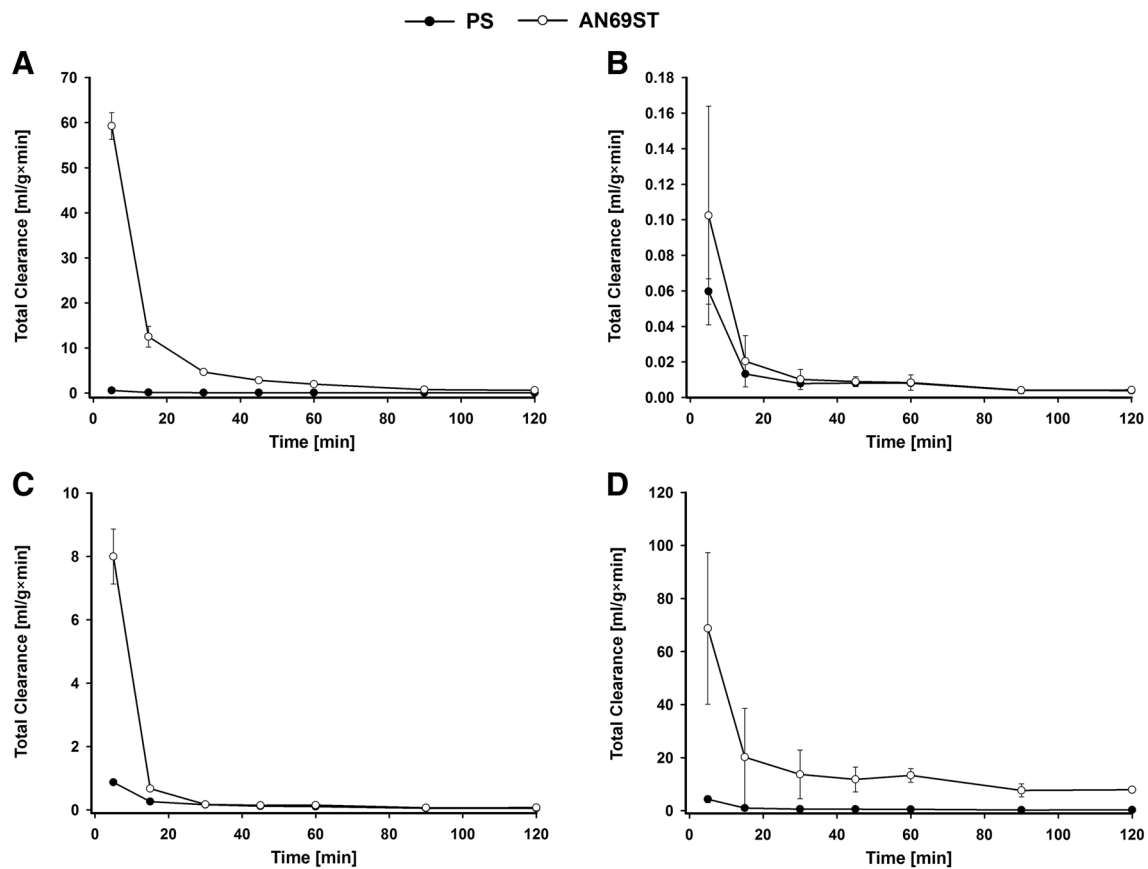 PS AN69ST
A
Total Clearance [ml/g×min]
70
60
50
40
30
20
10
0
0 20 40 60 80 100 120
Time [min]
B
Total Clearance [ml/g×min]
0.18
0.16
0.14
0.12
0.10
0.08
0.06
0.04
0.02
0.00
0 20 40 60 80 100 120
Time [min]
C
Total Clearance [ml/g×min]
10
8
6
4
2
0
0 20 40 60 80 100 120
Time [min]
D
Total Clearance [ml/g×min]
120
100
80
60
40
20
0
0 20 40 60 80 100 120
Time [min]